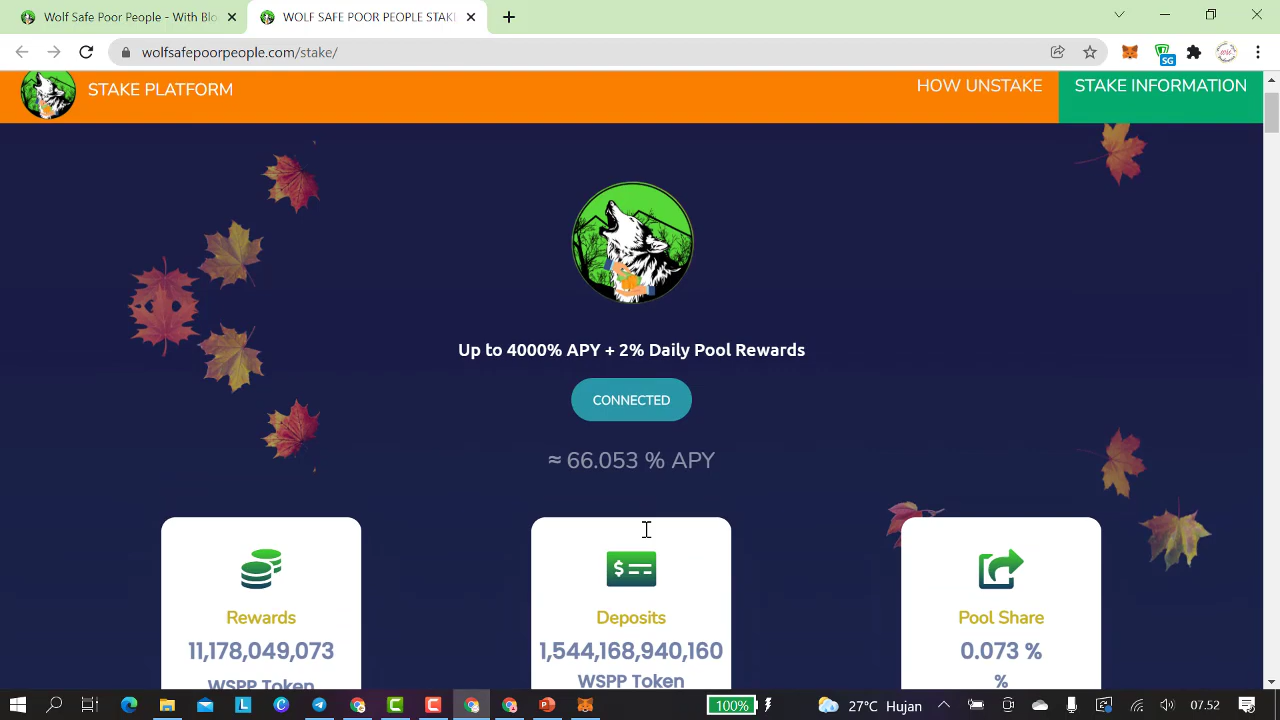 Wolf Safe Poor People - With Blo
WOLF SAFE POOR PEOPLE STAK
wolfsafepoorpeople.com/stake/
SG
STAKE PLATFORM
HOW UNSTAKE
STAKE INFORMATION
Up to 4000% APY + 2% Daily Pool Rewards
CONNECTED
≈ 66.053 % APY
Rewards
11,178,049,073
WSPP Token
Deposits
1,544,168,940,160
WSPP Token
Pool Share
0.073 %
%
100%
27°C Hujan
07.52